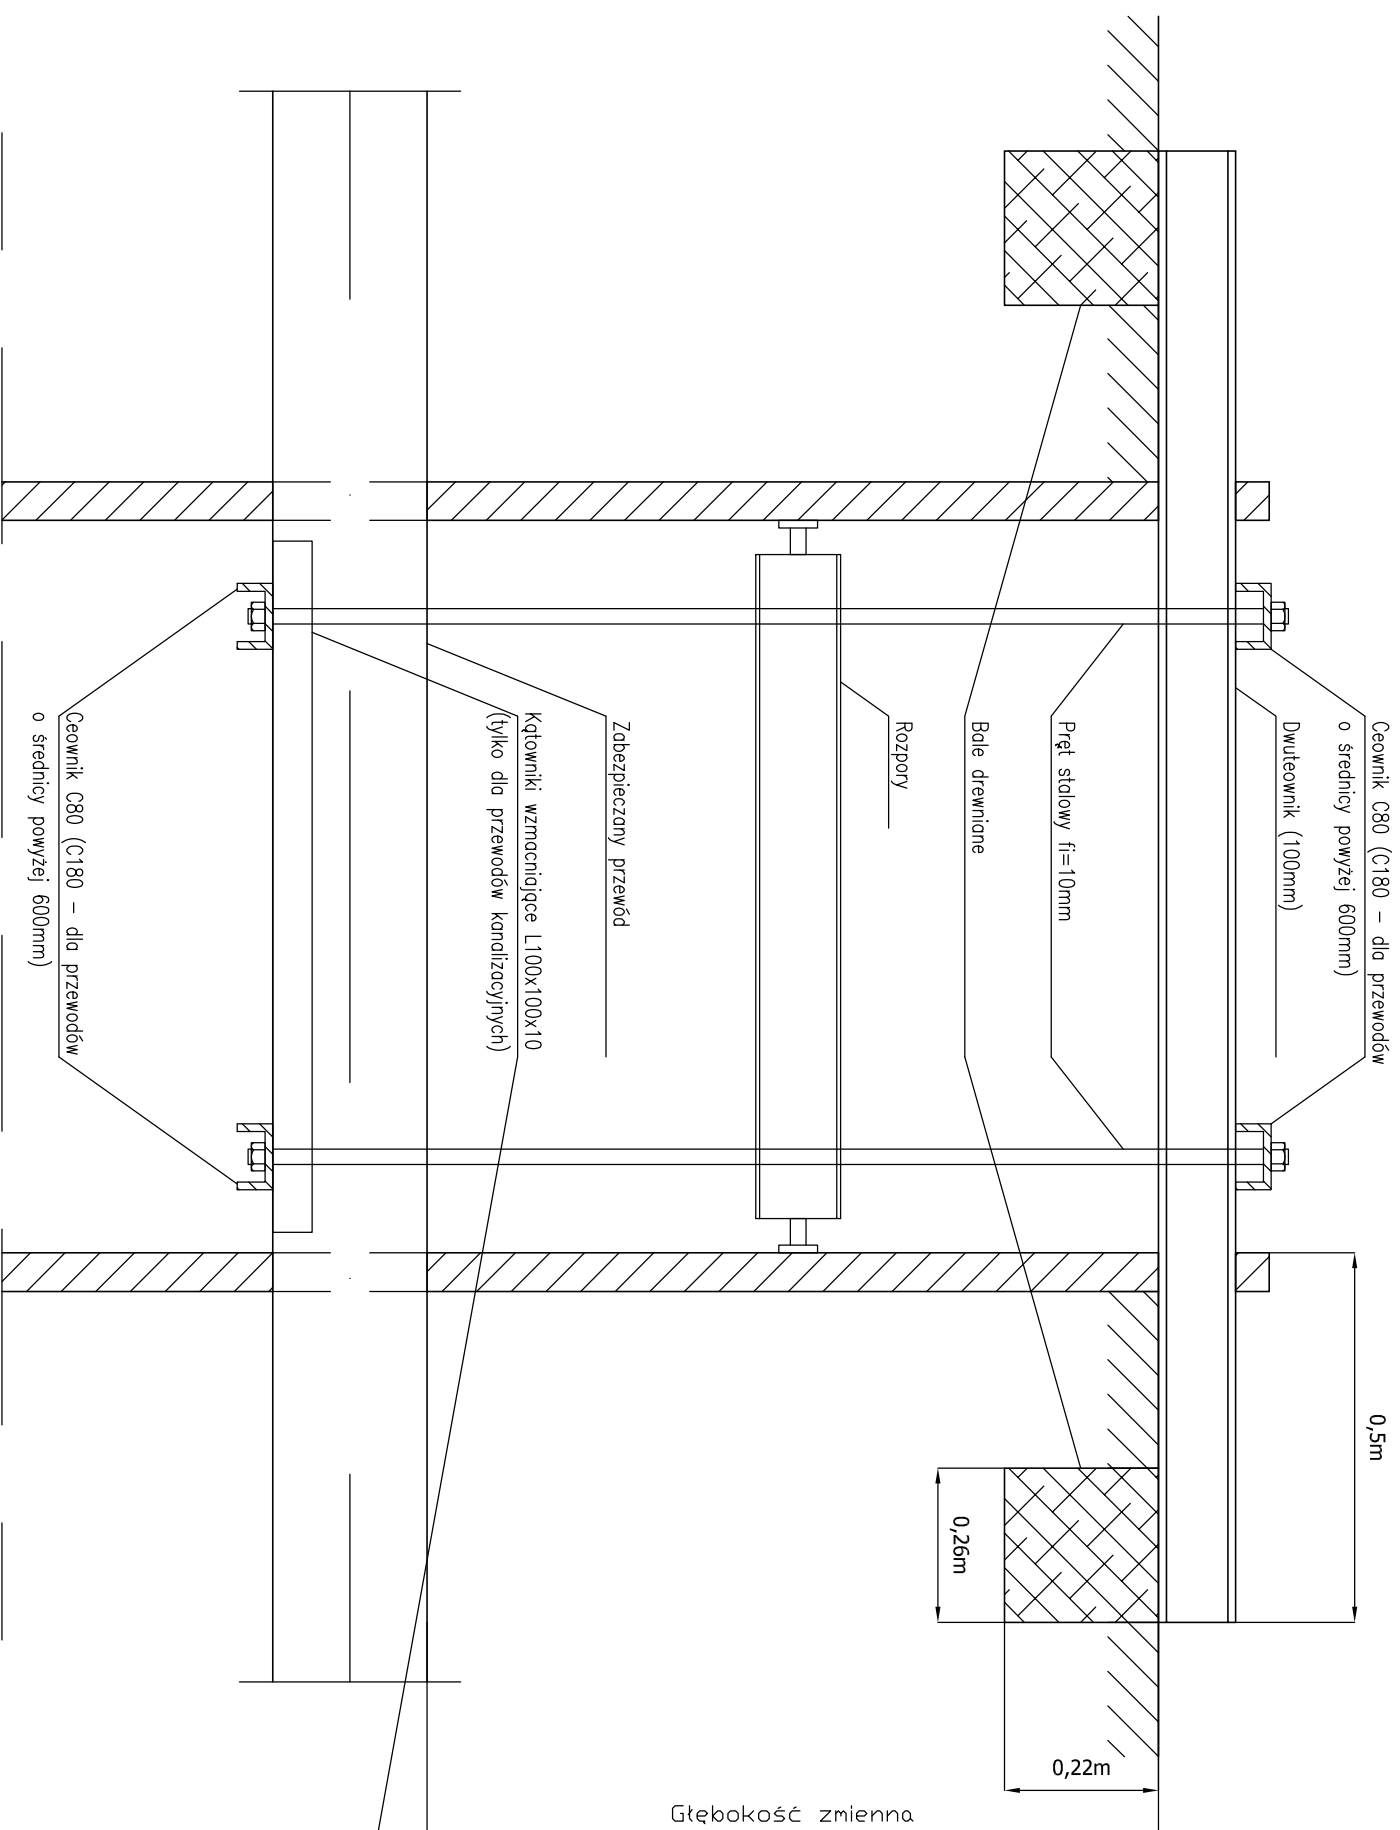 Ceownik C80 (C180 – dla przewodów
o średnicy powyżej 600mm)
0,5m
Dwuteownik (100mm)
Pręt stalowy fi=10mm
Bale drewniane
0,26m
0,22m
Rozpory
Głębokość zmienna
Zabezpieczany przewód
Kątowniki wzmacniające L100x100x10
(tylko dla przewodów kanalizacyjnych)
Ceownik C80 (C180 – dla przewodów
o średnicy powyżej 600mm)